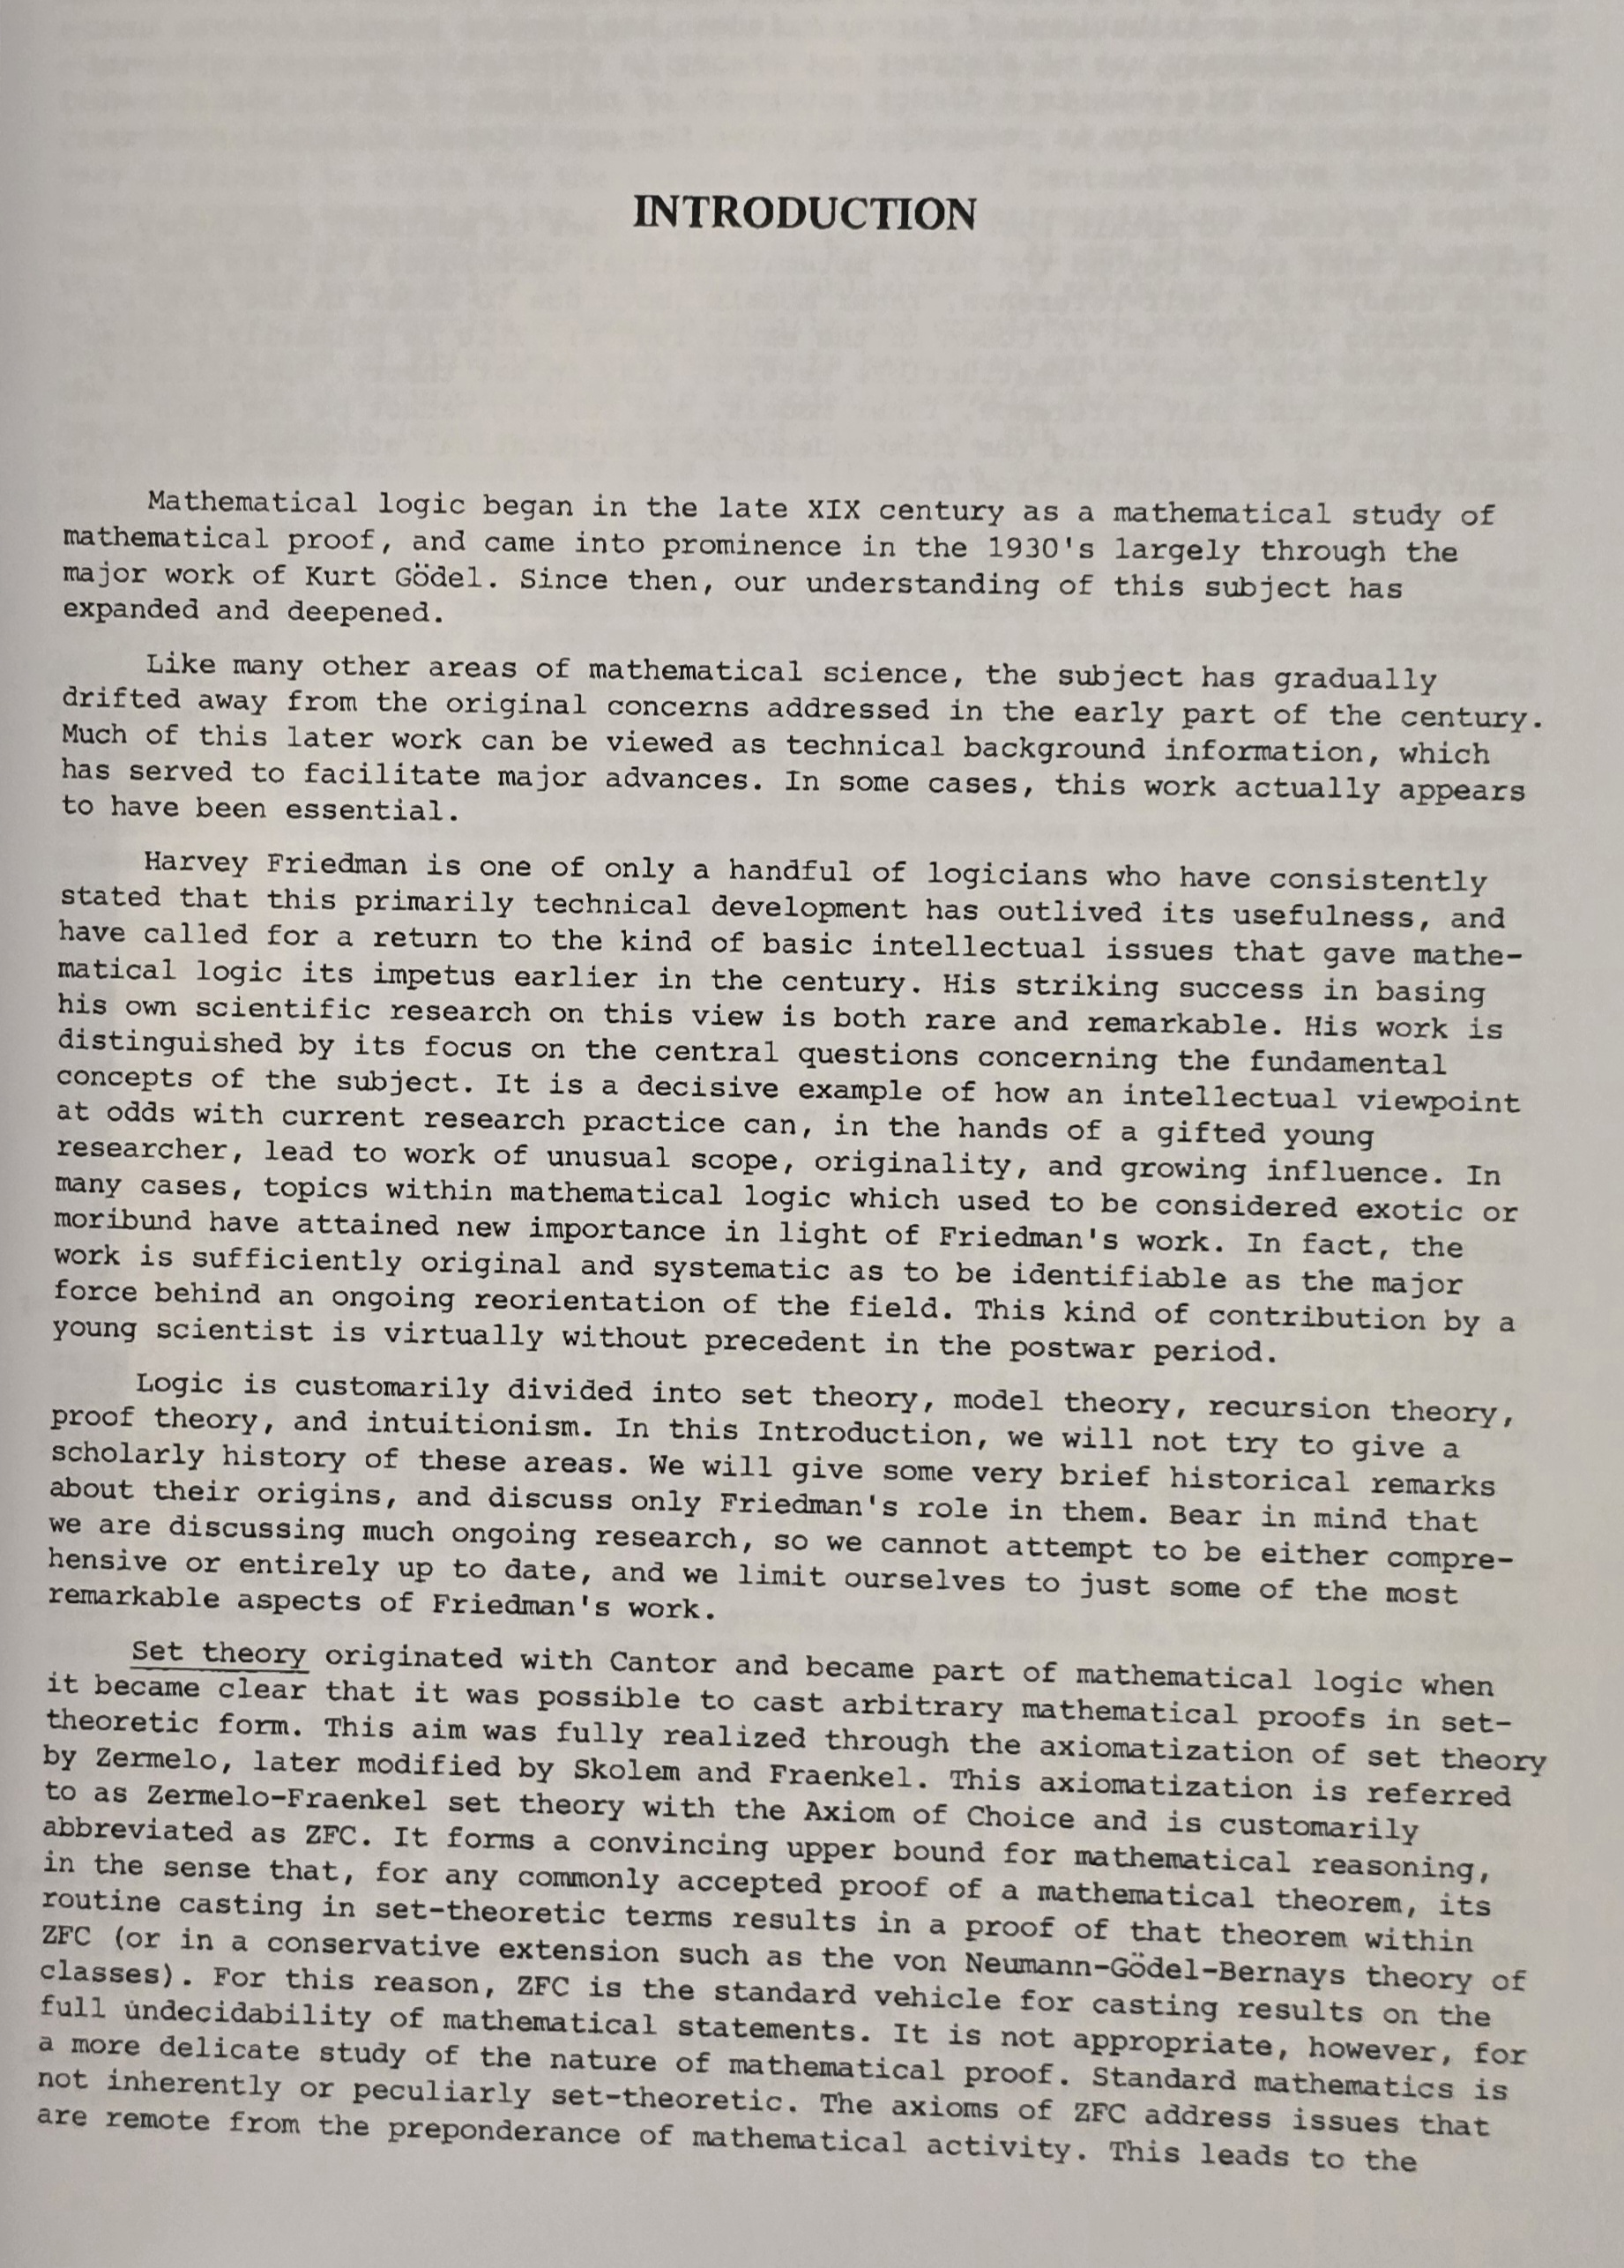 INTRODUCTION
Mathematical logic began in the late XIX century as a mathematical study of
mathematical proof, and came into prominence in the 1930's largely through the
major work of Kurt Gödel. Since then, our understanding of this subject has
expanded and deepened.
Like many other areas of mathematical science, the subject has gradually
drifted away from the original concerns addressed in the early part of the century.
Much of this later work can be viewed as technical background information, which
has served to facilitate major advances. In some cases, this work actually appears
to have been essential.
Harvey Friedman is one of only a handful of logicians who have consistently
stated that this primarily technical development has outlived its usefulness, and
have called for a return to the kind of basic intellectual issues that gave mathe-
matical logic its impetus earlier in the century. His striking success in basing
his own scientific research on this view is both rare and remarkable. His work is
distinguished by its focus on the central questions concerning the fundamental
concepts of the subject. It is a decisive example of how an intellectual viewpoint
at odds with current research practice can, in the hands of a gifted young
researcher, lead to work of unusual scope, originality, and growing influence. In
many cases, topics within mathematical logic which used to be considered exotic or
moribund have attained new importance in light of Friedman's work. In fact, the
work is sufficiently original and systematic as to be identifiable as the major
force behind an ongoing reorientation of the field. This kind of contribution by a
young scientist is virtually without precedent in the postwar period.
Logic is customarily divided into set theory, model theory, recursion theory,
proof theory, and intuitionism. In this Introduction, we will not try to give a
scholarly history of these areas. We will give some very brief historical remarks
about their origins, and discuss only Friedman's role in them. Bear in mind that
we are discussing much ongoing research, so we cannot attempt to be either compre-
hensive or entirely up to date, and we limit ourselves to just some of the most
remarkable aspects of Friedman's work.
Set theory originated with Cantor and became part of mathematical logic when
it became clear that it was possible to cast arbitrary mathematical proofs in set-
theoretic form. This aim was fully realized through the axiomatization of set theory
by Zermelo, later modified by Skolem and Fraenkel. This axiomatization is referred
to as Zermelo-Fraenkel set theory with the Axiom of Choice and is customarily
abbreviated as ZFC. It forms a convincing upper bound for mathematical reasoning,
in the sense that, for any commonly accepted proof of a mathematical theorem, its
routine casting in set-theoretic terms results in a proof of that theorem within
ZFC (or in a conservative extension such as the von Neumann-Gödel-Bernays theory of
classes). For this reason, ZFC is the standard vehicle for casting results on the
full undecidability of mathematical statements. It is not appropriate, however, for
a more delicate study of the nature of mathematical proof. Standard mathematics is
not inherently or peculiarly set-theoretic. The axioms of ZFC address issues that
are remote from the preponderance of mathematical activity. This leads to the